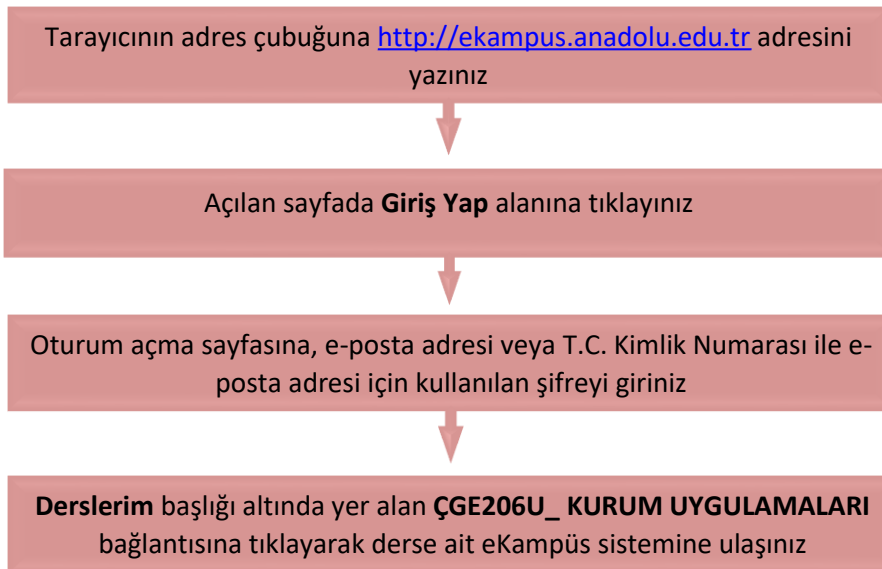 Tarayıcının adres çubuğuna http://ekampus.anadolu.edu.tr adresini
yazınız
Açılan sayfada Giriş Yap alanına tıklayınız
Oturum açma sayfasına, e-posta adresi veya T.C. Kimlik Numarası ile e-
posta adresi için kullanılan şifreyi giriniz
Derslerim başlığı altında yer alan ÇGE206U_ KURUM UYGULAMALARI
bağlantısına tıklayarak derse ait eKampüs sistemine ulaşınız